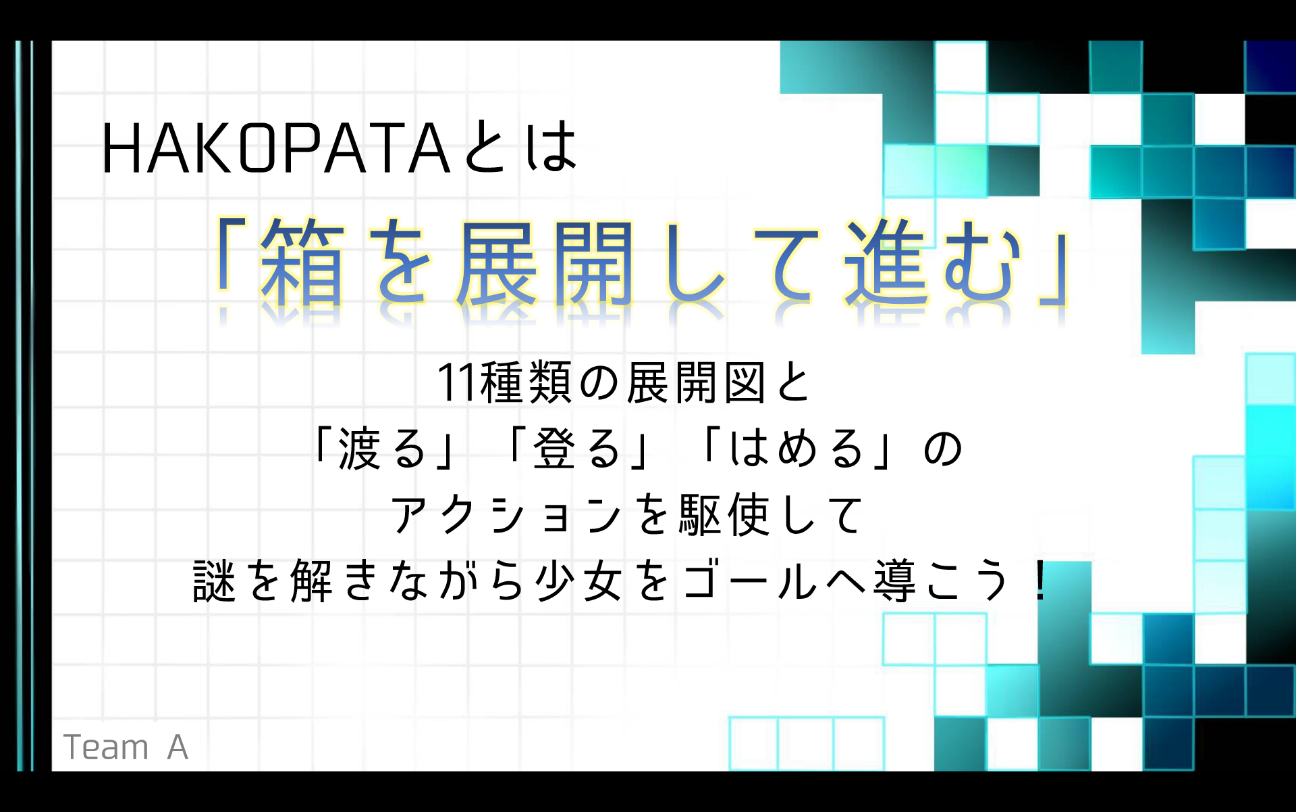 HAKOPATAとは
「箱を展開して進む」
11種類の展開図と
「渡る」「登る」「はめる」の
アクションを駆使して
謎を解きながら少女をゴールへ導こう！
Team A